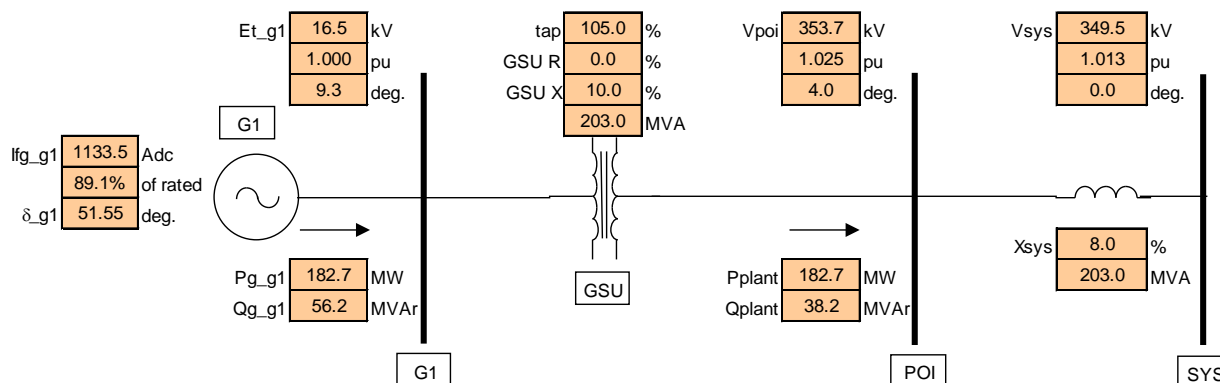 Et_g1 16.5 kV
1.000 pu
9.3 deg.
tap 105.0 %
GSU R 0.0 %
GSU X 10.0 %
203.0 MVA
Vpoi 353.7 kV
1.025 pu
4.0 deg.
Vsys 349.5 kV
1.013 pu
0.0 deg.
G1
Ifg_g1 1133.5 Adc
89.1% of rated
δ_g1 51.55 deg.
Pg_g1 182.7 MW
Qg_g1 56.2 MVAr
GSU
Pplant 182.7 MW
Qplant 38.2 MVAr
Xsys 8.0 %
203.0 MVA
G1
POI
SYS